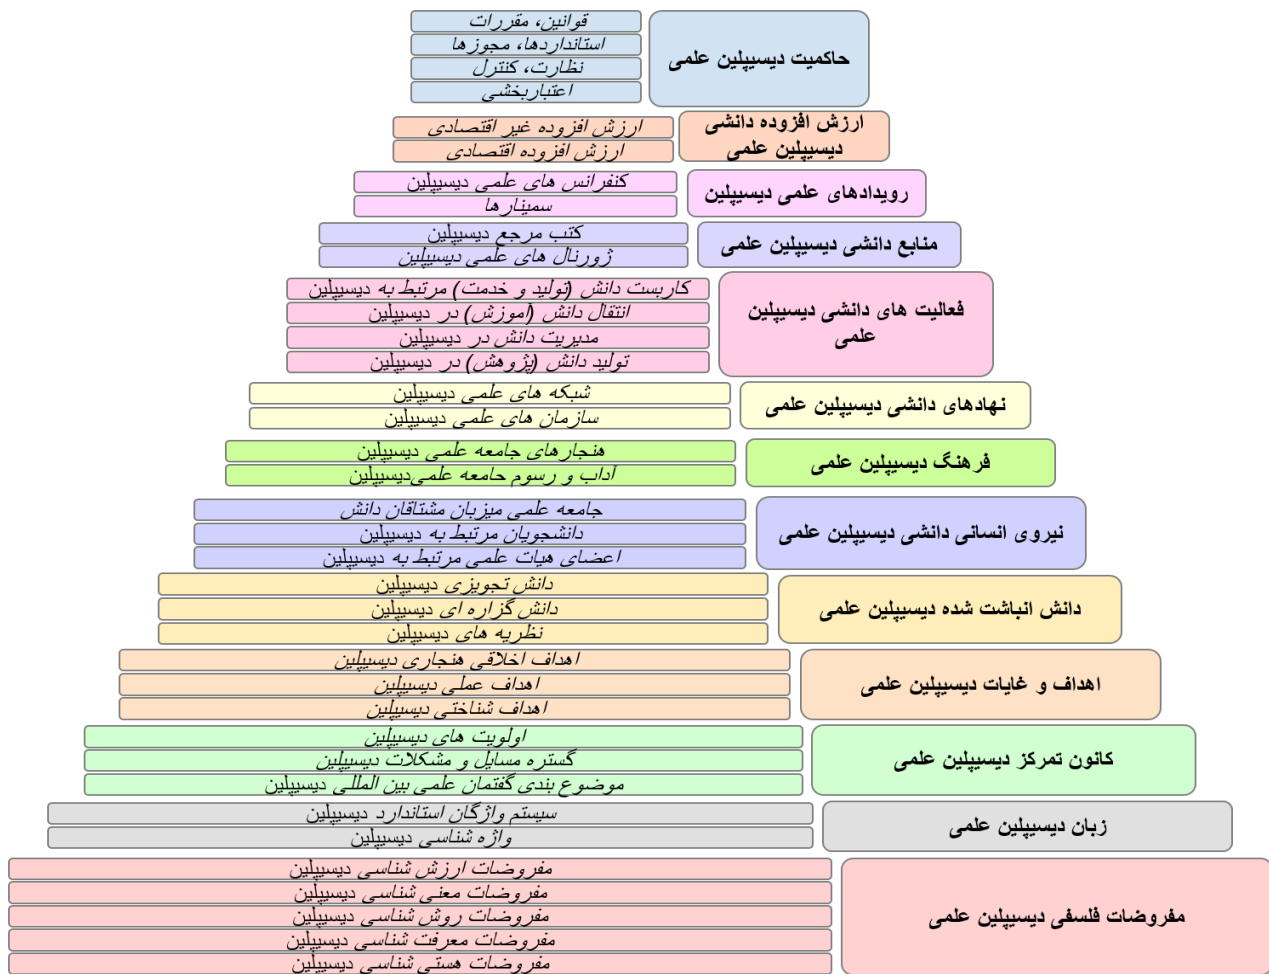 حاکمیت دیسیپلین علمی
قوانین، مقررات
استانداردها، مجوزها
نظارت، کنترل
اعتباربخشی
ارزش افزوده دانشی
دیسیپلین علمی
ارزش افزوده غیر اقتصادی
ارزش افزوده اقتصادی
رویدادهای علمی دیسیپلین
کنفرانس های علمی دیسیپلین
سمینارها
منابع دانشی دیسیپلین علمی
کتب مرجع دیسیپلین
ژورنال های علمی دیسیپلین
فعالیت های دانشی دیسیپلین
علمی
کاربست دانش (تولید و خدمت) مرتبط به دیسیپلین
انتقال دانش (آموزش) در دیسیپلین
مدیریت دانش در دیسیپلین
تولید دانش (پژوهش) در دیسیپلین
نهادهای دانشی دیسیپلین علمی
شبکه های علمی دیسیپلین
سازمان های علمی دیسیپلین
فرهنگ دیسیپلین علمی
هنجارهای جامعه علمی دیسیپلین
آداب و رسوم حامعه علمی‌دیسیپلین
نیروی انسانی دانشی دیسیپلین علمی
جامعه علمی میزبان مشتاقان دانش
دانشجویان مرتبط به دیسیپلین
اعضای هیات علمی مرتبط به دیسیپلین
دانش انباشت شده دیسیپلین علمی
دانش تجویزی دیسیپلین
دانش گزاره ای دیسیپلین
نظریه های دیسیپلین
اهداف و غایات دیسیپلین علمی
اهداف اخلاقی هنجاری دیسیپلین
اهداف عملی دیسیپلین
اهداف شناختی دیسیپلین
کانون تمرکز دیسیپلین علمی
اولویت های دیسیپلین
گستره مسایل و مشکلات دیسیپلین
موضوع بندی گفتمان علمی بین المللی دیسیپلین
زبان دیسیپلین علمی
سیستم واژگان استاندارد دیسیپلین
واژه شناسی دیسیپلین
مفروضات فلسفی دیسیپلین علمی
مفروضات ارزش شناسی دیسیپلین
مفروضات معنی شناسی دیسیپلین
مفروضات روش شناسی دیسیپلین
مفروضات معرفت شناسی دیسیپلین
مفروضات هستی شناسی دیسیپلین